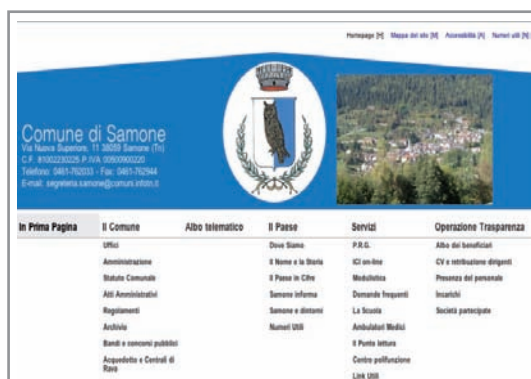 Homepage [H] Mappa del sito [M] Accessibilità [A] Numeri utili [N]
Comune di Samone
Via Nuova Superiore, 11 38059 Samone (Tn)
C.F. 81002230225 P.IVA 00500900220
Telefono: 0461-762033 - Fax: 0461-762944
E-mail: segreteria.samone@comuni.infotn.it
In Prima Pagina
Il Comune
Uffici
Amministrazione
Statuto Comunale
Atti Amministrativi
Regolamenti
Archivio
Bandi e concorsi pubblici
Acquedotto e Centrali di
Rava
Albo telematico
Il Paese
Dove Siamo
Il Nome e la Storia
Il Paese in Cifre
Samone informa
Samone e dintorni
Numeri Utili
Servizi
P.R.G.
ICI on-line
Modulistica
Domande frequenti
La Scuola
Ambulatori Medici
Il Punto lettura
Centro polifunzione
Link Utili
Operazione Trasparenza
Albo dei beneficiari
CV e retribuzione dirigenti
Presenza del personale
Incarichi
Società partecipate